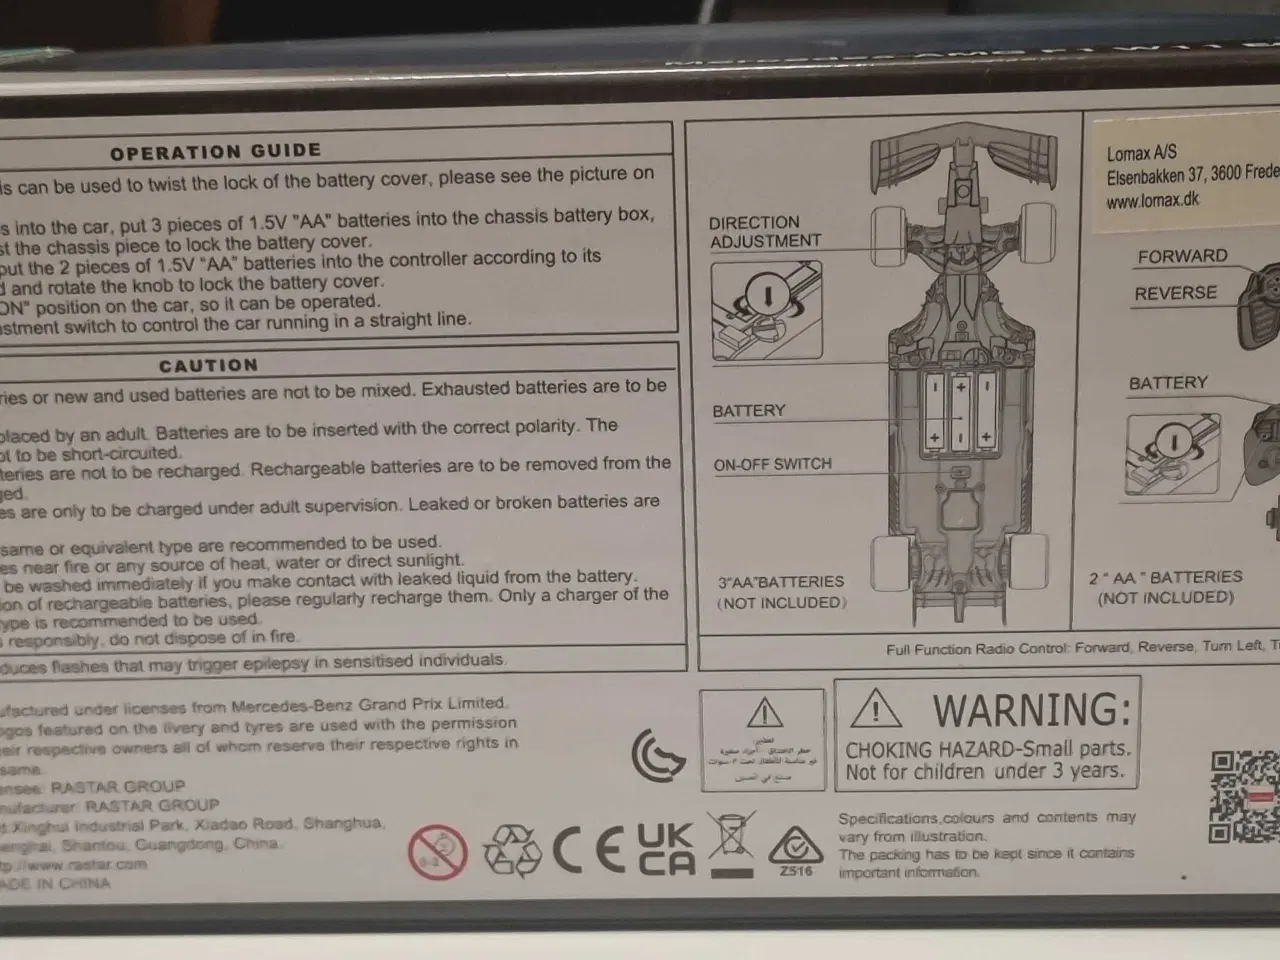 OPERATION GUIDE
can be used to twist the lock of the battery cover, please see the picture on
into the car, put 3 pieces of 1.5V "AA" batteries into the chassis battery box,
the chassis piece to lock the battery cover.
put the 2 pieces of 1.5V "AA" batteries into the controller according to its
and rotate the knob to lock the battery cover.
ON" position on the car, so it can be operated.
stment switch to control the car running in a straight line.
CAUTION
ries or new and used batteries are not to be mixed. Exhausted batteries are to be
placed by an adult. Batteries are to be inserted with the correct polarity. The
to be short-circuited.
teries are not to be recharged. Rechargeable batteries are to be removed from the
ged.
es are only to be charged under adult supervision. Leaked or broken batteries are
same or equivalent type are recommended to be used.
es near fire or any source of heat, water or direct sunlight.
be washed immediately if you make contact with leaked liquid from the battery.
ion of rechargeable batteries, please regularly recharge them. Only a charger of the
type is recommended to be used.
responsibly, do not dispose of in fire.
duces flashes that may trigger epilepsy in sensitised individuals.
ufactured under licenses from Mercedes-Benz Grand Prix Limited.
ogos featured on the livery and tyres are used with the permission
eir respective owners all of whom reserve their respective rights in
same.
ensee: RASTAR GROUP
nufacturer: RASTAR GROUP
Xinghui Industrial Park, Xiadao Road, Shanghua,
Shantou, Guangdong, China.
tp://www.rastar.com
ADE IN CHINA
DIRECTION
ADJUSTMENT
BATTERY
ON-OFF SWITCH
3"AA"BATTERIES
(NOT INCLUDED)
Lomax A/S
Elsenbakken 37, 3600 Frede
www.lomax.dk
FORWARD
REVERSE
BATTERY
2 " AA " BATTERIES
(NOT INCLUDED)
Full Function Radio Control: Forward, Reverse, Turn Left, T
WARNING:
CHOKING HAZARD-Small parts.
Not for children under 3 years.
0-3
CE
UK
CA
Z516
Specifications,colours and contents may
vary from illustration.
The packing has to be kept since it contains
important information.